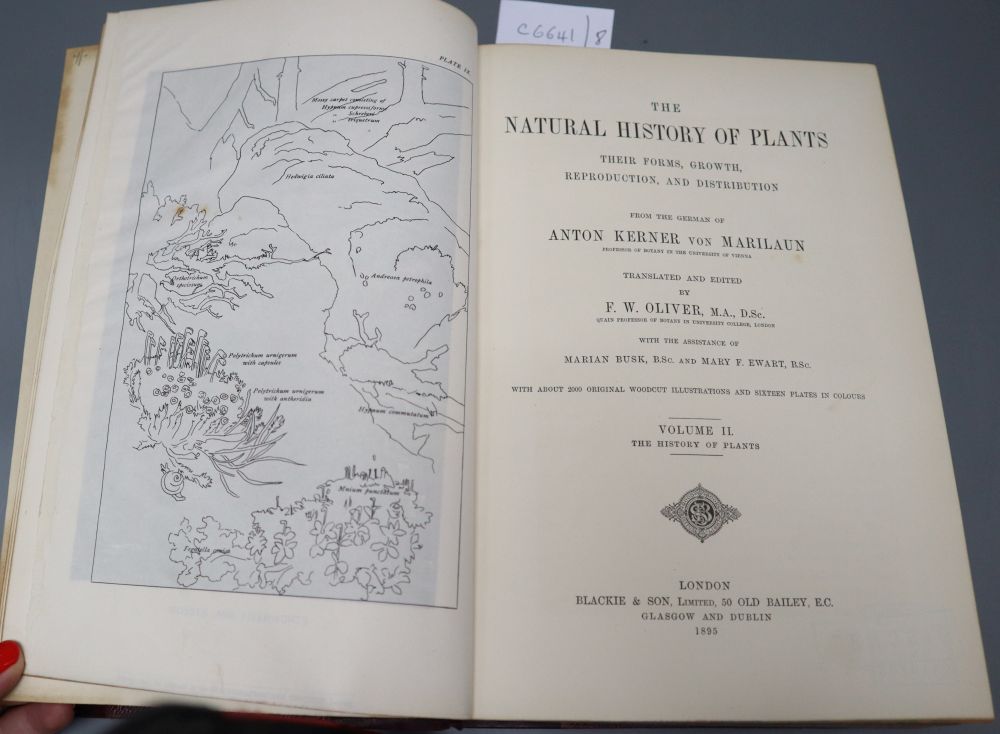 C6641/8
PLATE IX.
Mossy carpet consisting of
Hypnum cupressiforme
" Schreberi
" triquetrum
Hedwigia ciliata
Orthotrichum
speciosum
Andreaea petrophila
Polytrichum urnigerum
with capsules
Polytrichum urnigerum
with antheridia
Hypnum commutatum
Mnium punctatum
Fegatella conica
THE
NATURAL HISTORY OF PLANTS
THEIR FORMS, GROWTH,
REPRODUCTION, AND DISTRIBUTION
FROM THE GERMAN OF
ANTON KERNER VON MARILAUN
PROFESSOR OF BOTANY IN THE UNIVERSITY OF VIENNA
TRANSLATED AND EDITED
BY
F. W. OLIVER, M.A., D.Sc.
QUAIN PROFESSOR OF BOTANY IN UNIVERSITY COLLEGE, LONDON
WITH THE ASSISTANCE OF
MARIAN BUSK, B.Sc. AND MARY F. EWART, B.Sc.
WITH ABOUT 2000 ORIGINAL WOODCUT ILLUSTRATIONS AND SIXTEEN PLATES IN COLOURS
VOLUME II.
THE HISTORY OF PLANTS
LONDON
BLACKIE & SON, LIMITED, 50 OLD BAILEY, E.C.
GLASGOW AND DUBLIN
1895